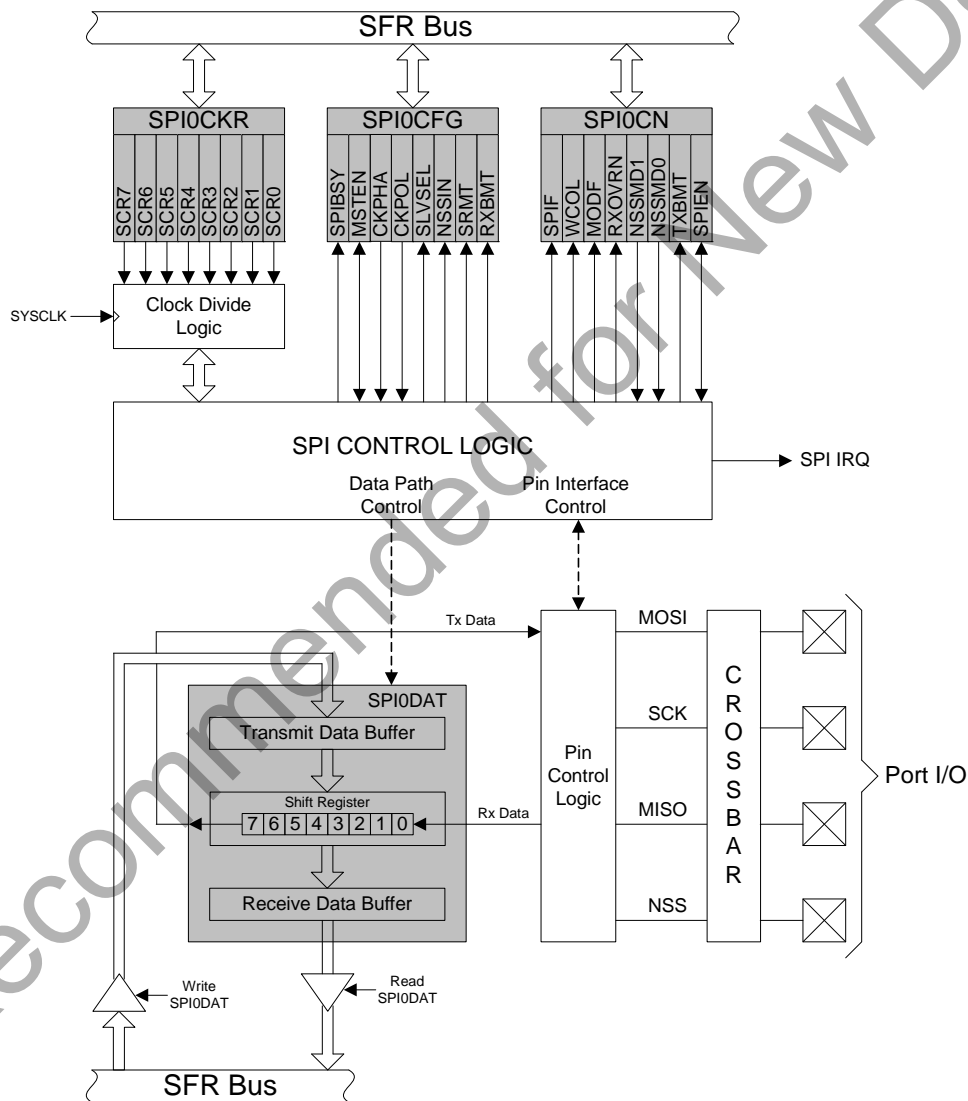 SFR Bus
SPI0CKR
SPI0CFG
SPI0CN
SCR7
SCR6
SCR5
SCR4
SCR3
SCR2
SCR1
SCR0
SPIBSY
MSTEN
CKPHA
CKPOL
SLVSEL
NSSIN
SRMT
RXBMT
SPIF
WCOL
MODF
RXOVRN
NSSMD1
NSSMD0
TXBMT
SPIEN
SYSCLK
Clock Divide
Logic
SPI CONTROL LOGIC
Data Path
Control
Pin Interface
Control
SPI IRQ
Tx Data
MOSI
SPI0DAT
Transmit Data Buffer
SCK
Shift Register
7 6 5 4 3 2 1 0
Rx Data
Pin
Control
Logic
MISO
Receive Data Buffer
NSS
C
R
O
S
S
B
A
R
Port I/O
Write
SPI0DAT
Read
SPI0DAT
SFR Bus
ecommended for New D